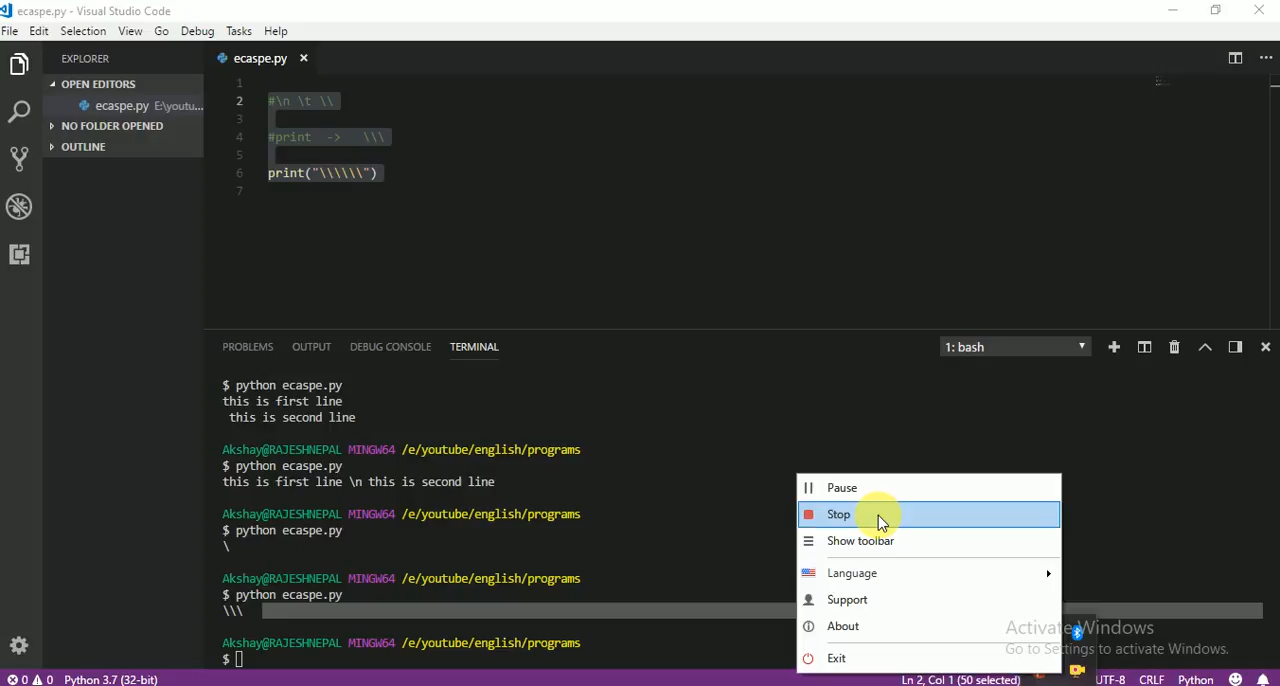 ecaspe.py - Visual Studio Code
File Edit Selection View Go Debug Tasks Help
EXPLORER
OPEN EDITORS
ecaspe.py E:\youtu...
NO FOLDER OPENED
OUTLINE
ecaspe.py
1
2 #\n \t \\
3
4 #print -> \\\
5
6 print("\\\\\\")
7
PROBLEMS OUTPUT DEBUG CONSOLE TERMINAL
1: bash
$ python ecaspe.py
this is first line
 this is second line
Akshay@RAJESHNEPAL MINGW64 /e/youtube/english/programs
$ python ecaspe.py
this is first line \n this is second line
Akshay@RAJESHNEPAL MINGW64 /e/youtube/english/programs
$ python ecaspe.py
\
Akshay@RAJESHNEPAL MINGW64 /e/youtube/english/programs
$ python ecaspe.py
\\\
Akshay@RAJESHNEPAL MINGW64 /e/youtube/english/programs
$
Pause
Stop
Show toolbar
Language
Support
About
Exit
Activate Windows
Go to Settings to activate Windows.
0 0 Python 3.7 (32-bit)
Ln 2, Col 1 (50 selected) UTF-8 CRLF Python